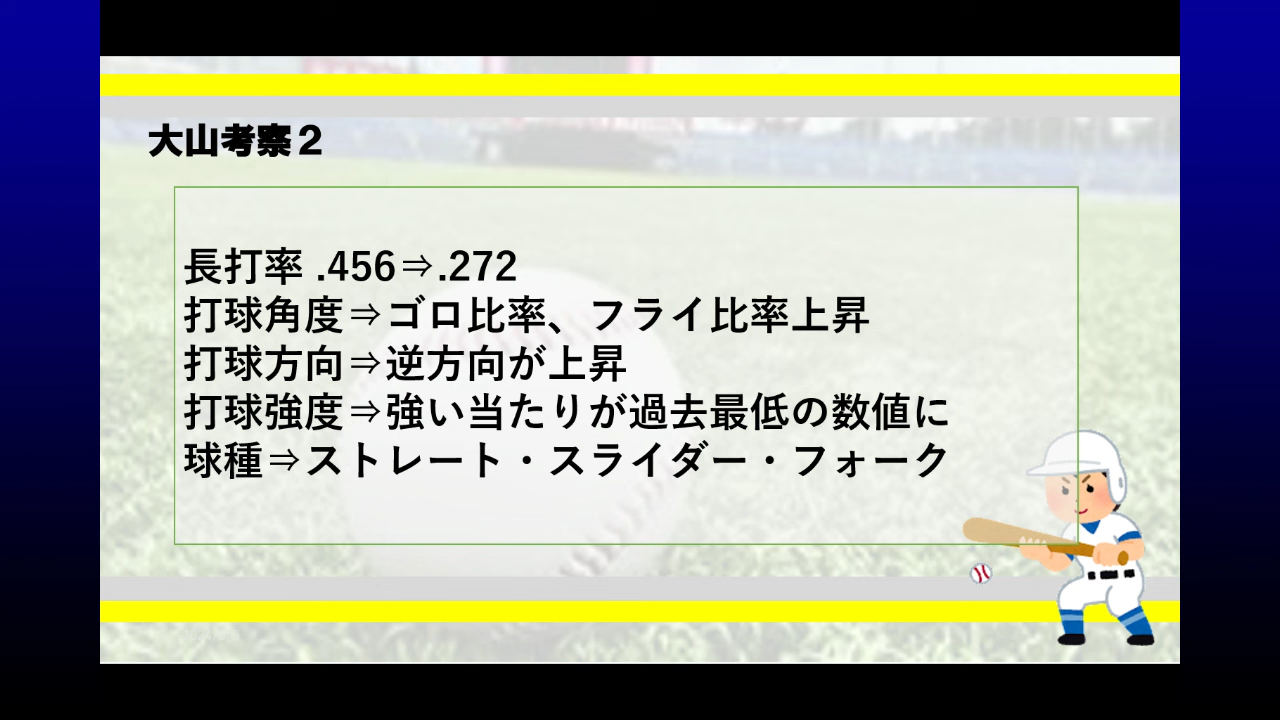 大山考察２
長打率 .456⇒.272
打球角度⇒ゴロ比率、フライ比率上昇
打球方向⇒逆方向が上昇
打球強度⇒強い当たりが過去最低の数値に
球種⇒ストレート・スライダー・フォーク